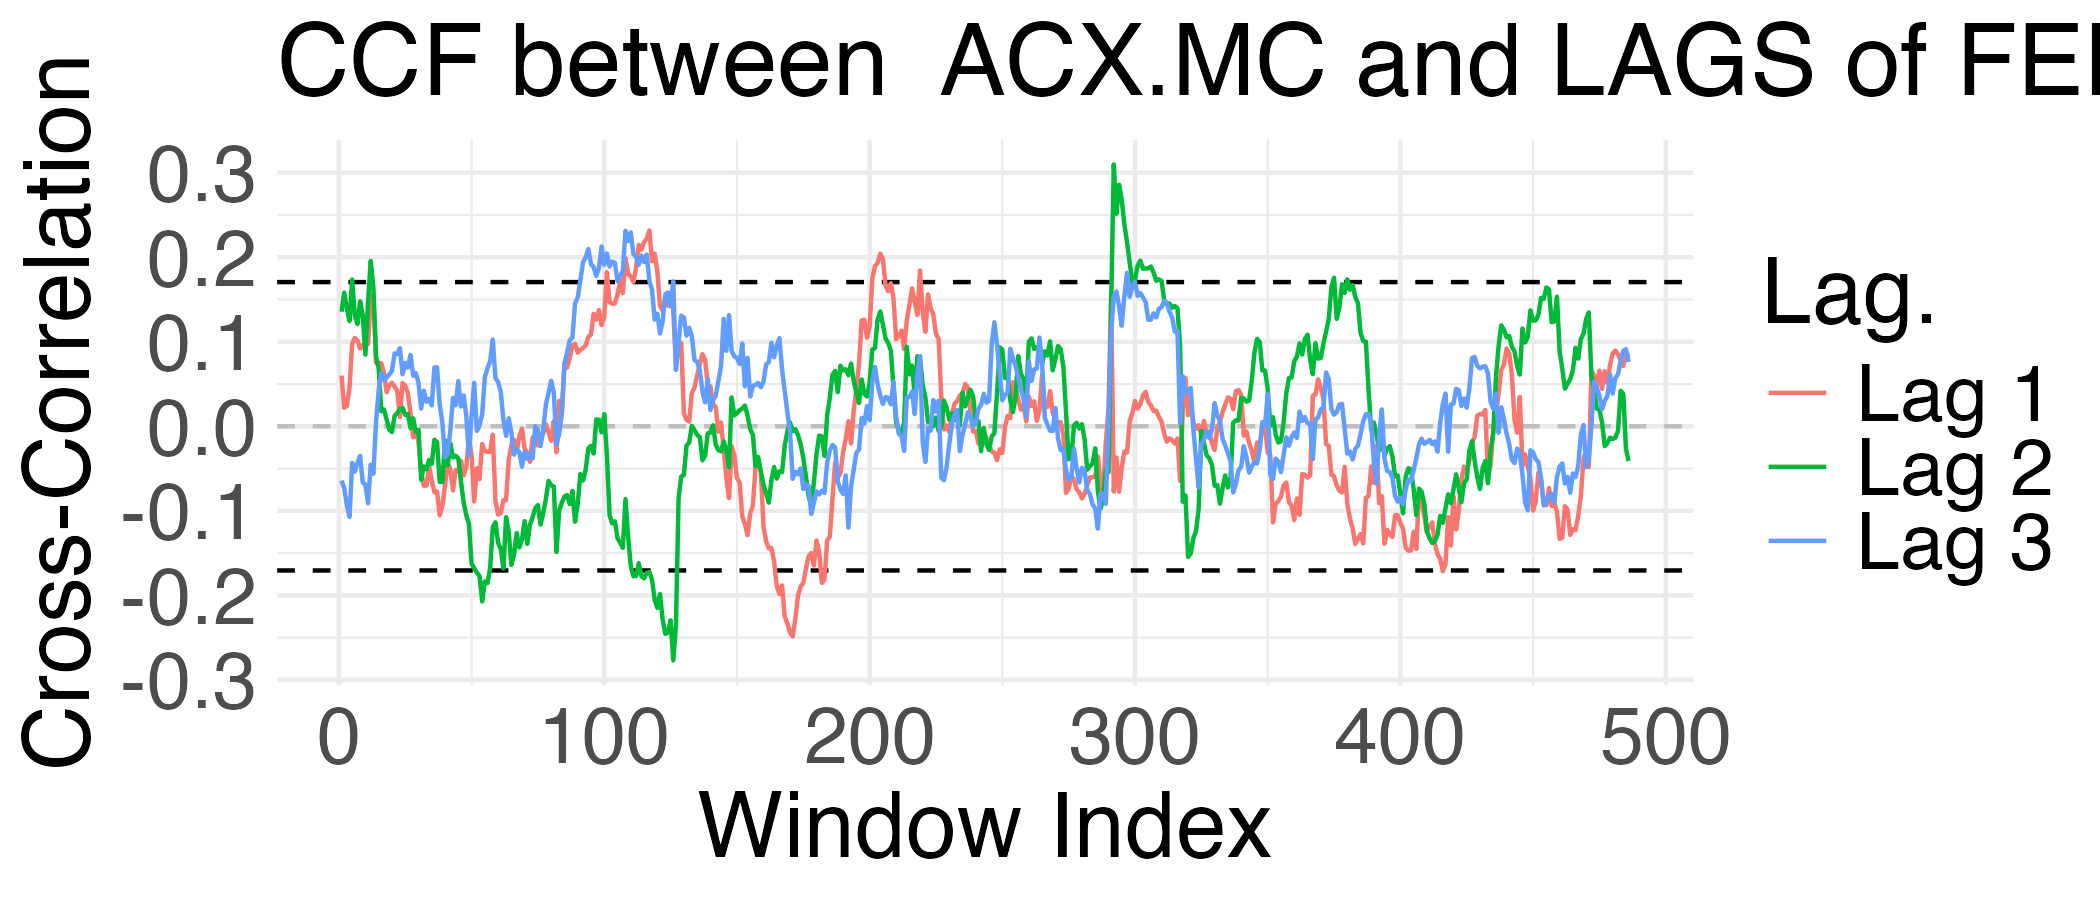 CCF between ACX.MC and LAGS of
Cross-Correlation
0.3
0.2
0.1
0.0
-0.1
-0.2
-0.3
0 100 200 300 400 500
Window Index
Lag.
Lag 1
Lag 2
Lag 3